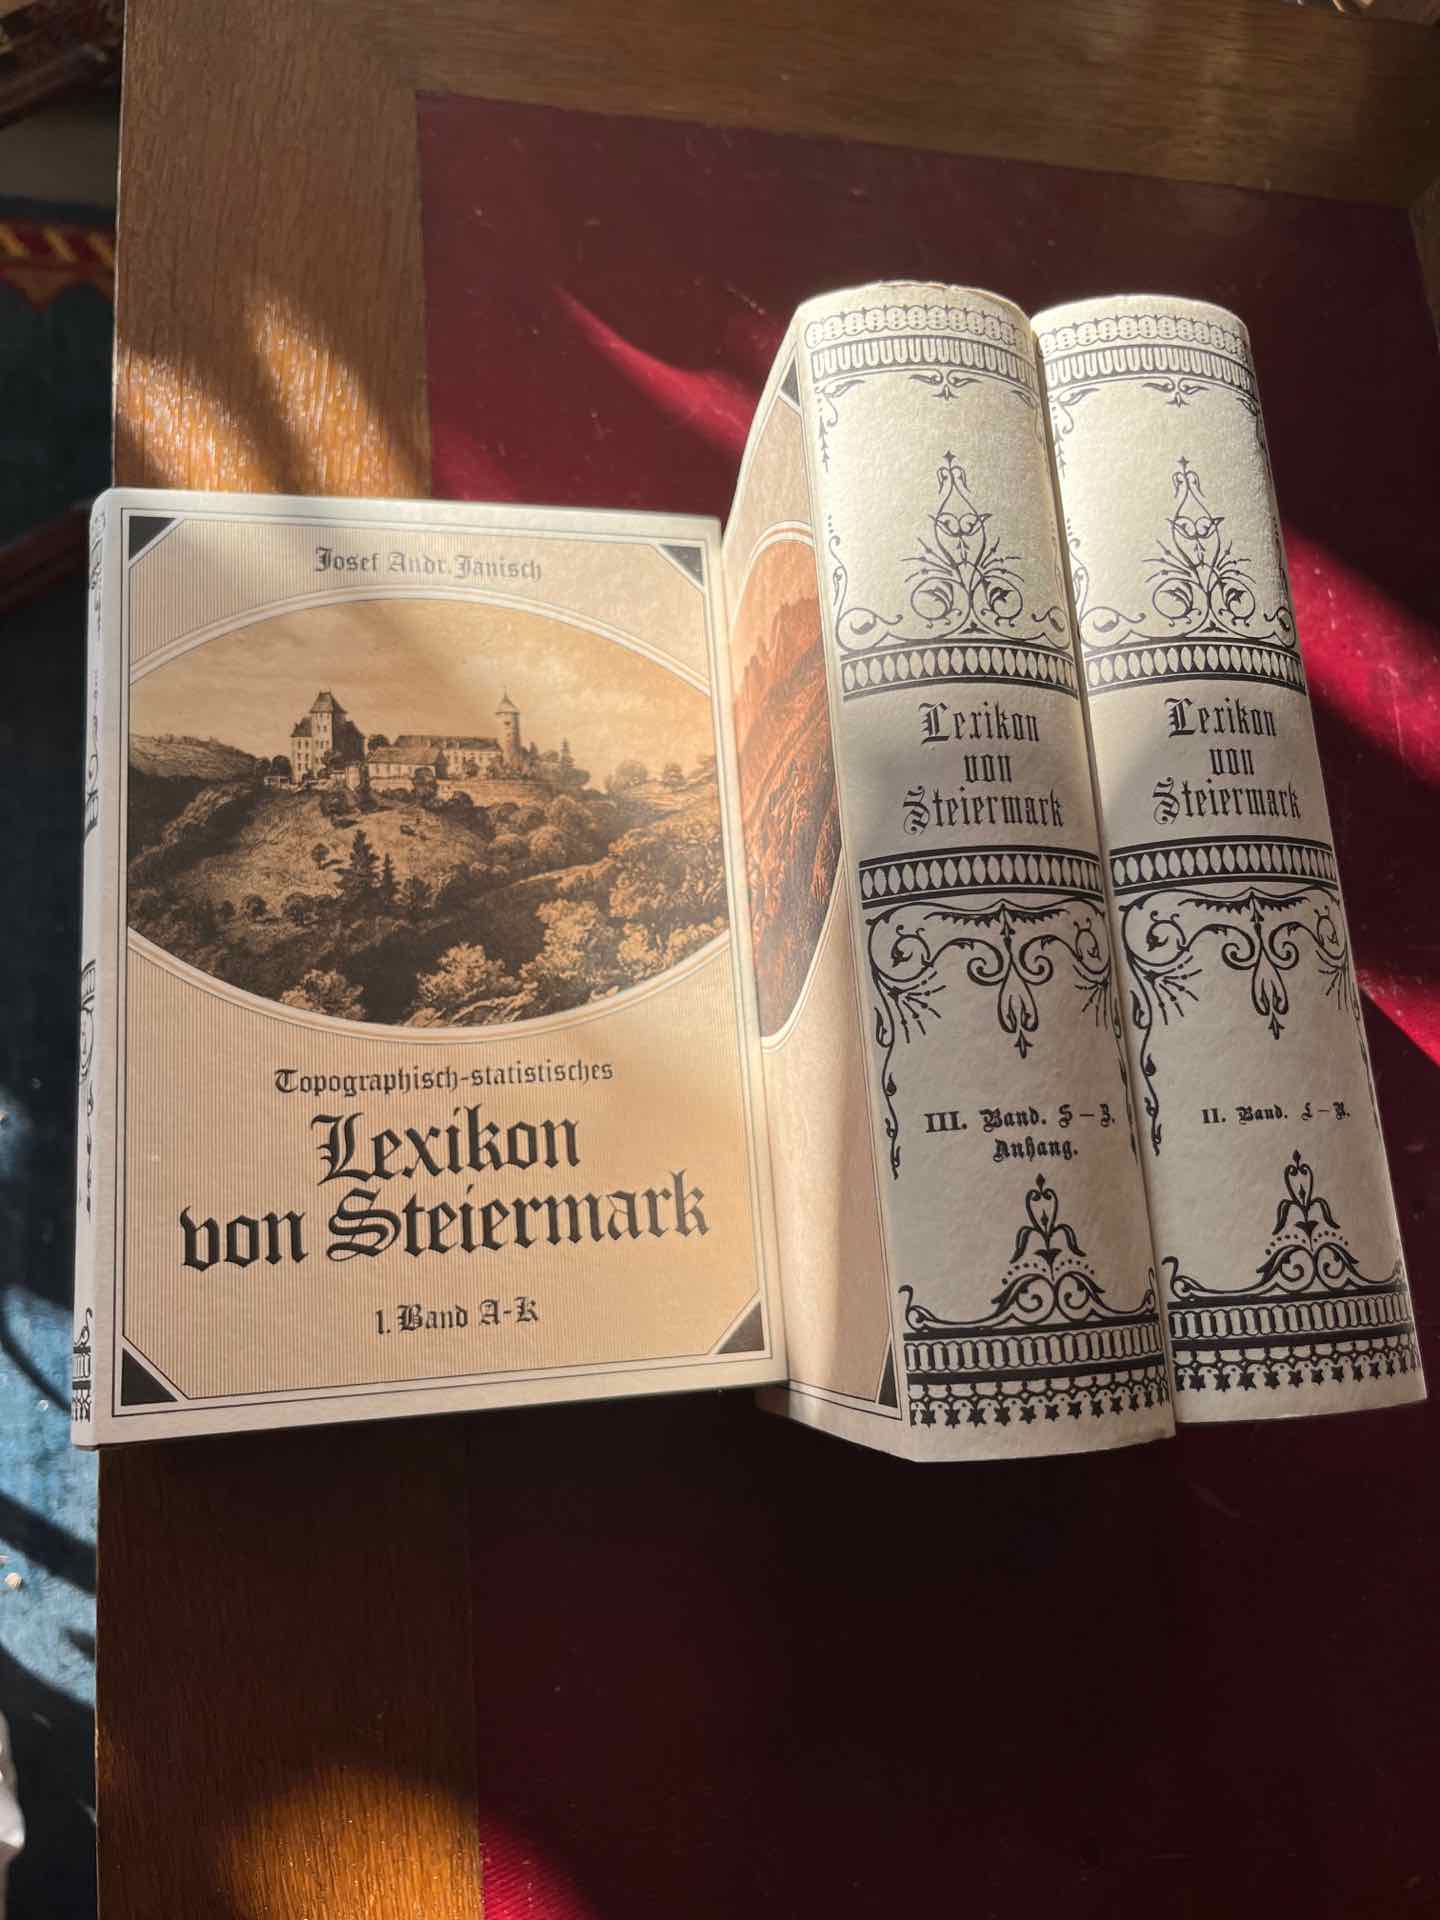 Josef Andr. Janisch
Topographisch-statistisches
Lexikon
von Steiermark
1. Band A-K
Lexikon
von
Steiermark
III. Band. S – Z.
Anhang.
Lexikon
von
Steiermark
II. Band. L – R.